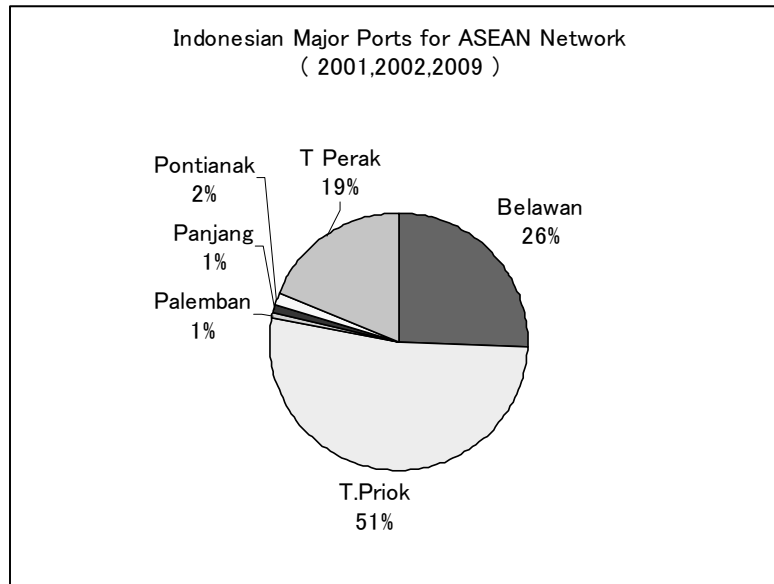 Indonesian Major Ports for ASEAN Network
( 2001,2002,2009 )
T Perak
19%
Pontianak
2%
Belawan
26%
Panjang
1%
Palemban
1%
T.Priok
51%